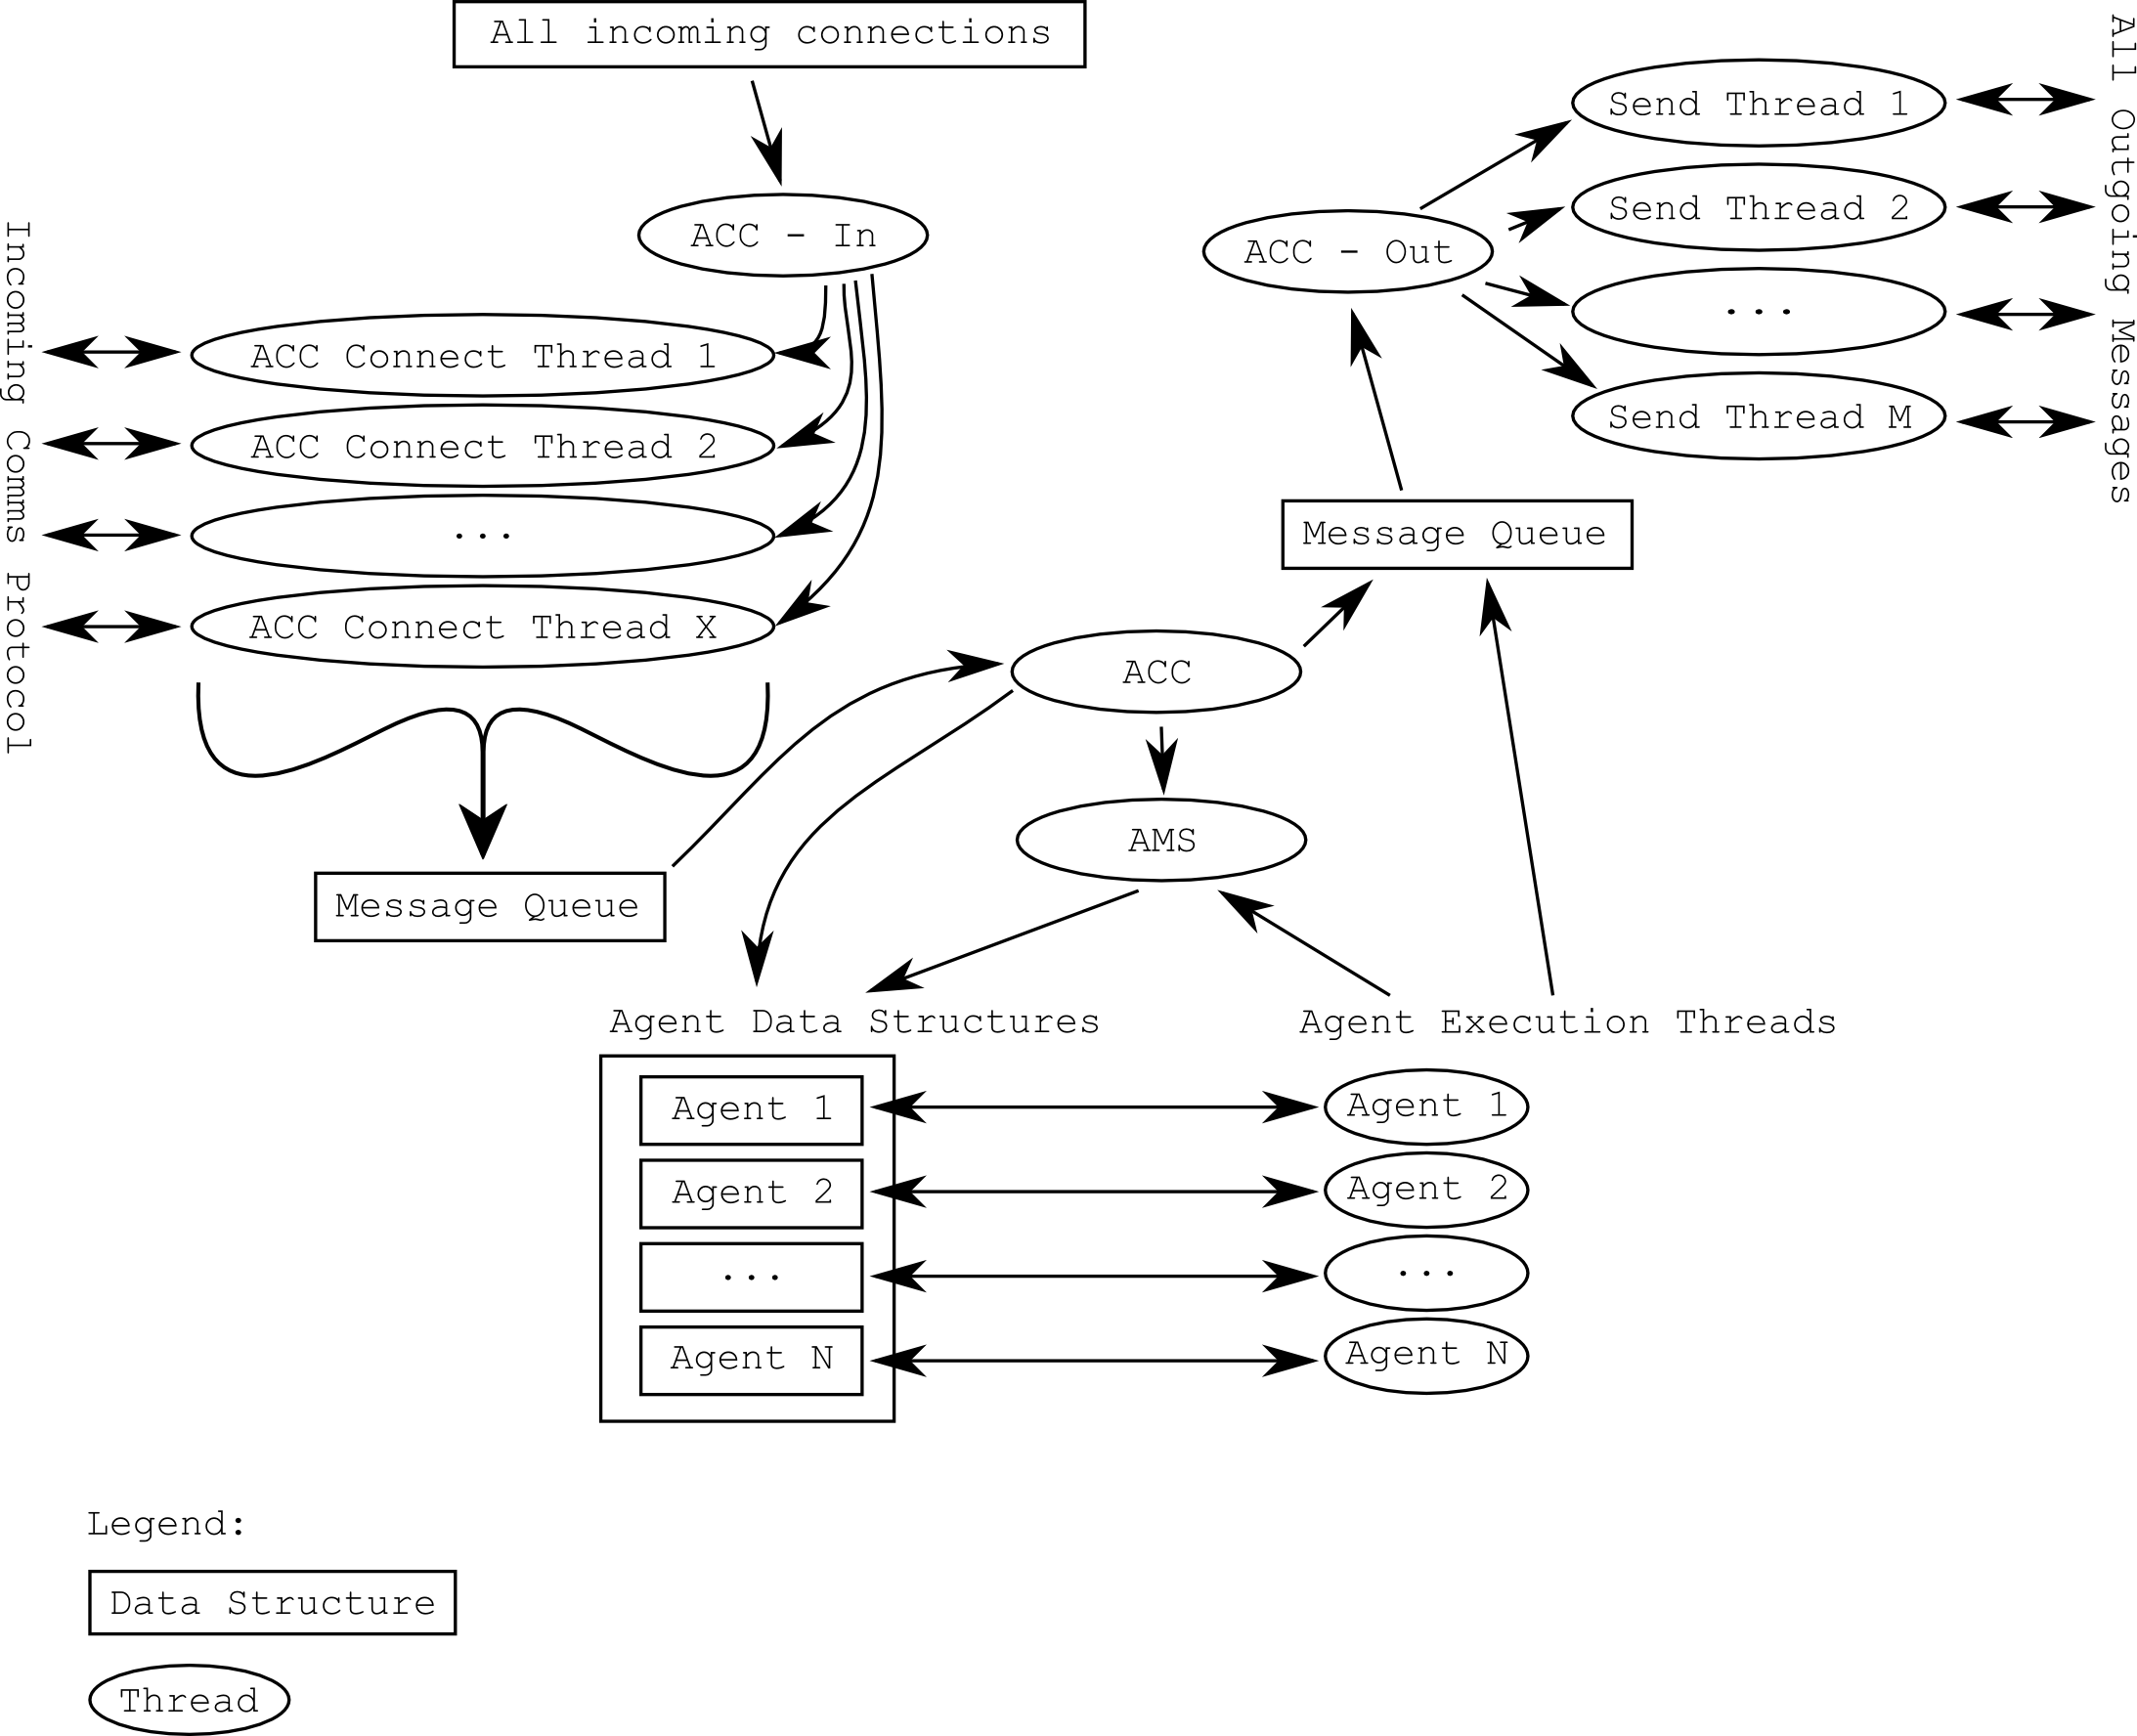 All incoming connections
ACC - In
Incoming Comms Protocol
ACC Connect Thread 1
ACC Connect Thread 2
...
ACC Connect Thread X
Message Queue
All Outgoing Messages
Send Thread 1
Send Thread 2
...
Send Thread M
ACC - Out
Message Queue
ACC
AMS
Agent Data Structures
Agent 1
Agent 2
...
Agent N
Agent Execution Threads
Agent 1
Agent 2
...
Agent N
Legend:
Data Structure
Thread